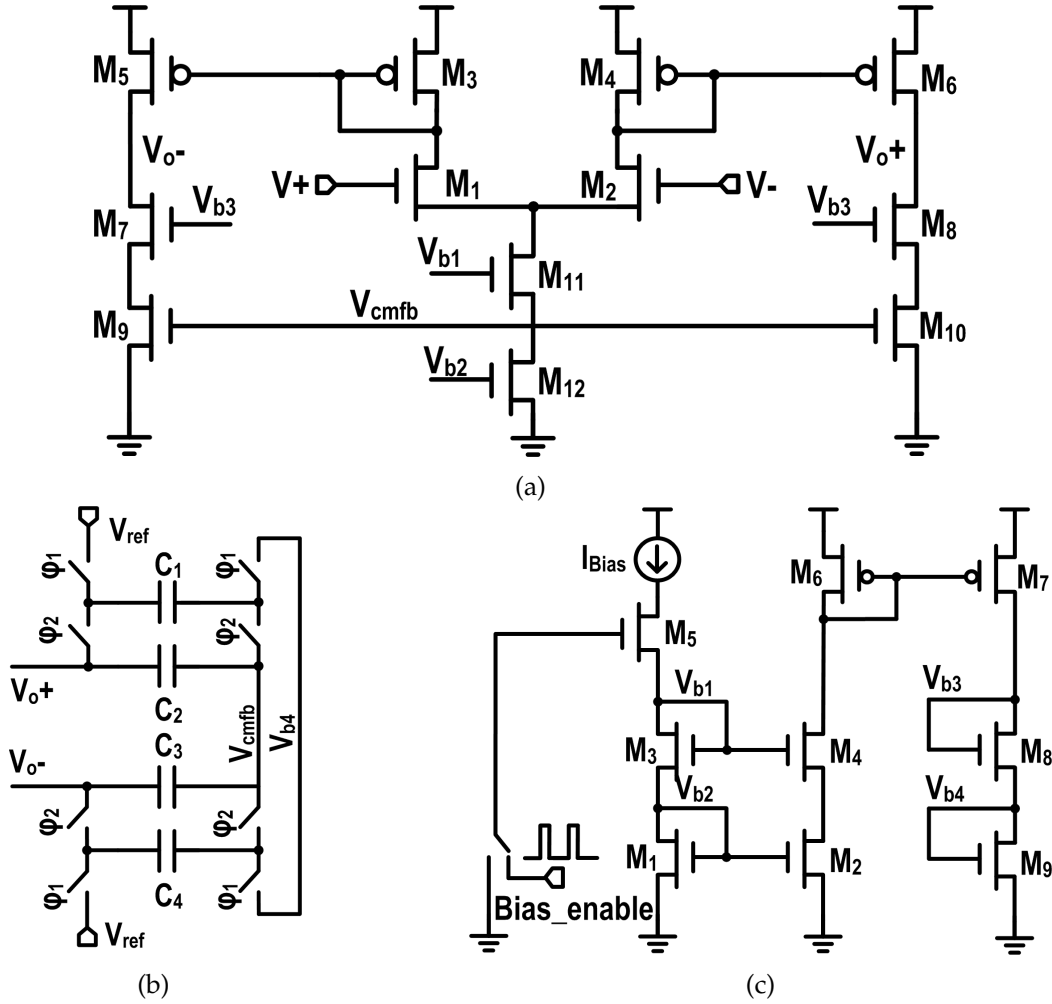 M5
M3
M4
M6
Vo-
Vo+
V+
M1
M2
V-
M7
Vb3
Vb3
M8
Vb1
M11
Vcmfb
M9
M10
Vb2
M12
(a)
Vref
φ1
C1
φ1
φ2
φ2
Vo+
C2
Vcmfb
Vb4
C3
Vo-
φ2
φ2
φ1
C4
φ1
Vref
(b)
IBias
M6
M7
M5
Vb1
Vb3
M3
M4
M8
Vb2
Vb4
M1
M2
M9
Bias_enable
(c)